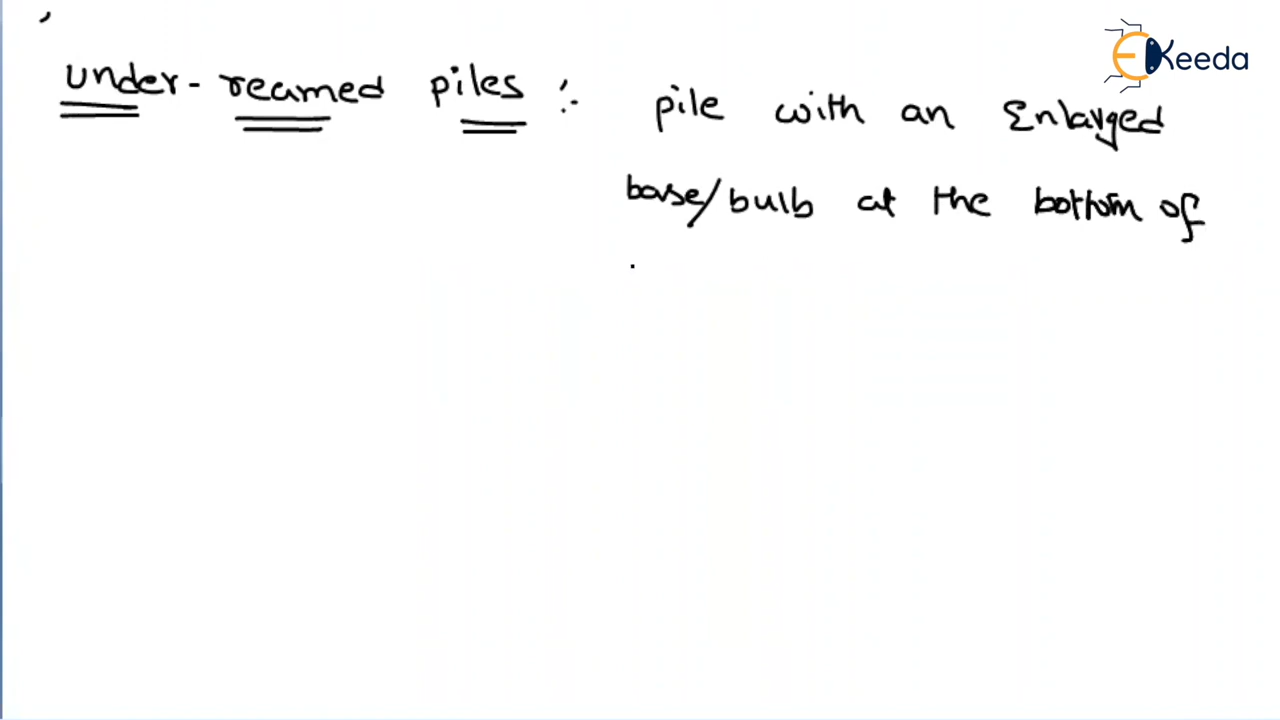 EKeeda
under-reamed piles :- pile with an Enlarged
base/bulb at the bottom of